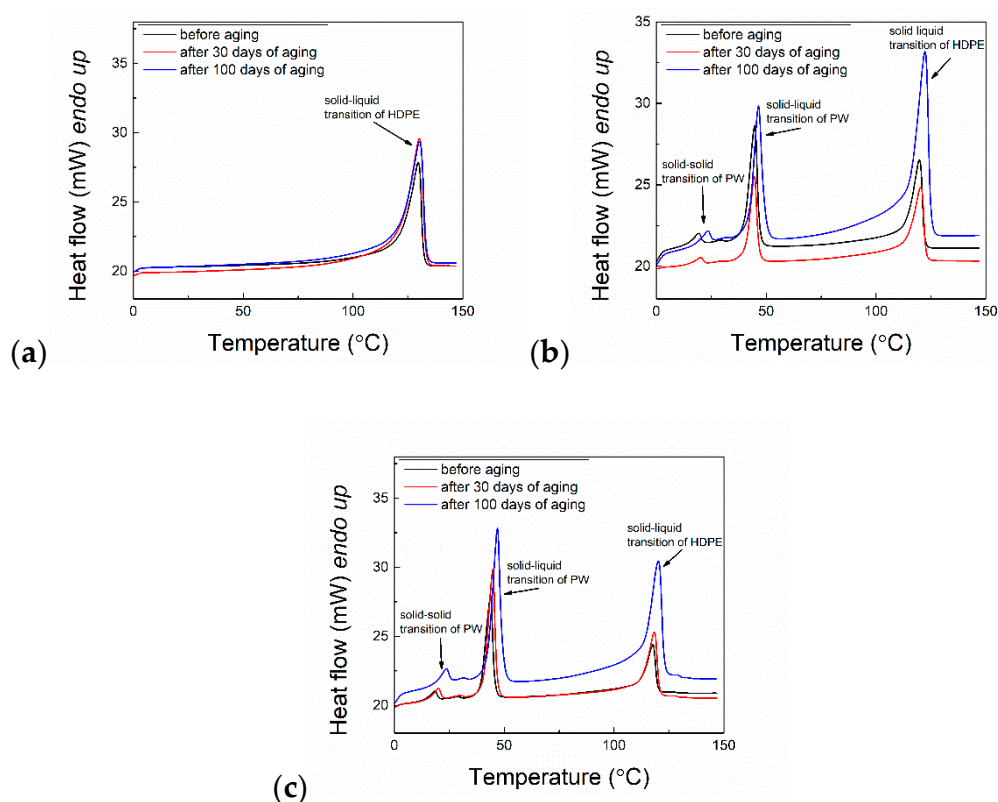 before aging
after 30 days of aging
after 100 days of aging
solid-liquid
transition of HDPE
35
30
25
20
0
50
100
150
Heat flow (mW) endo up
Temperature (°C)
(a)
before aging
after 30 days of aging
after 100 days of aging
solid liquid
transition of HDPE
solid-liquid
transition of PW
solid-solid
transition of PW
35
30
25
20
0
50
100
150
Heat flow (mW) endo up
Temperature (°C)
(b)
before aging
after 30 days of aging
after 100 days of aging
solid-liquid
transition of HDPE
solid-liquid
transition of PW
solid-solid
transition of PW
35
30
25
20
0
50
100
150
Heat flow (mW) endo up
Temperature (°C)
(c)